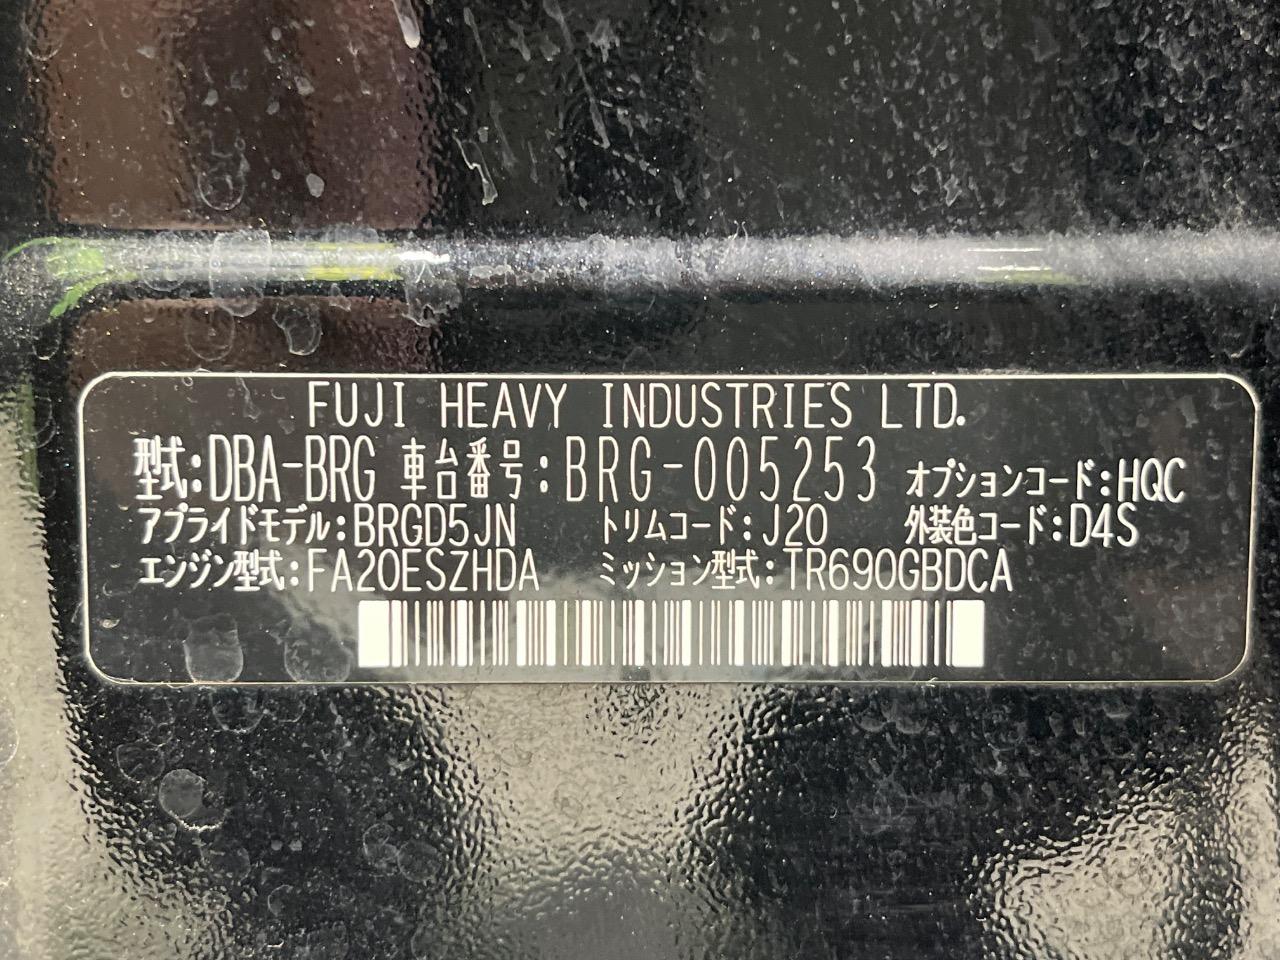 FUJI HEAVY INDUSTRIES LTD.
型式:DBA-BRG 車台番号:BRG-005253 オプションコード:HQC
アプライドモデル:BRGD5JN トリムコード:J20 外装色コード:D4S
エンジン型式:FA20ESZHDA ミッション型式:TR690GBDCA